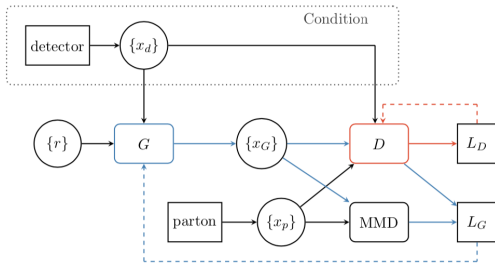 Condition
detector
{x_d}
{r}
G
{x_G}
D
L_D
parton
{x_p}
MMD
L_G